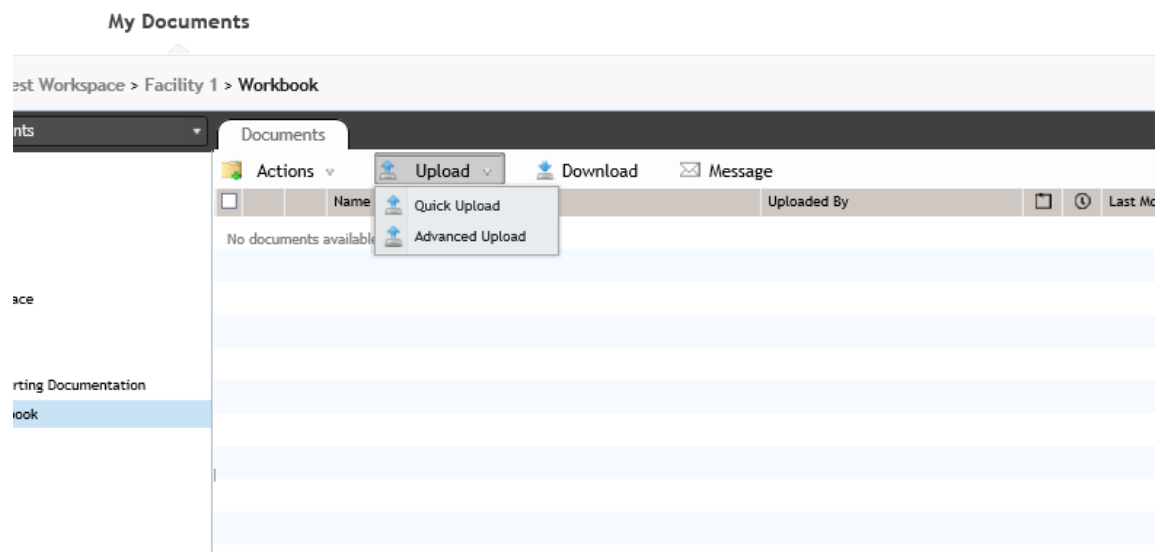 My Documents
est Workspace > Facility 1 > Workbook
nts
Documents
Actions Upload Download Message
Name Uploaded By Last Mo
Quick Upload
No documents available
Advanced Upload
ace
rting Documentation
ook